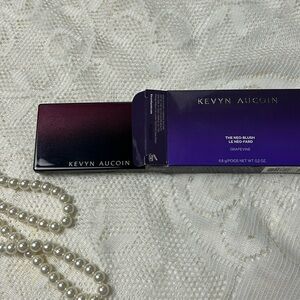 KEVYN AUCOIN
KEVYN AUCOIN
THE NEO-BLUSH
LE NÉO-FARD
GRAPEVINE
6.8 g/POIDS NET WT. 0.2 OZ.